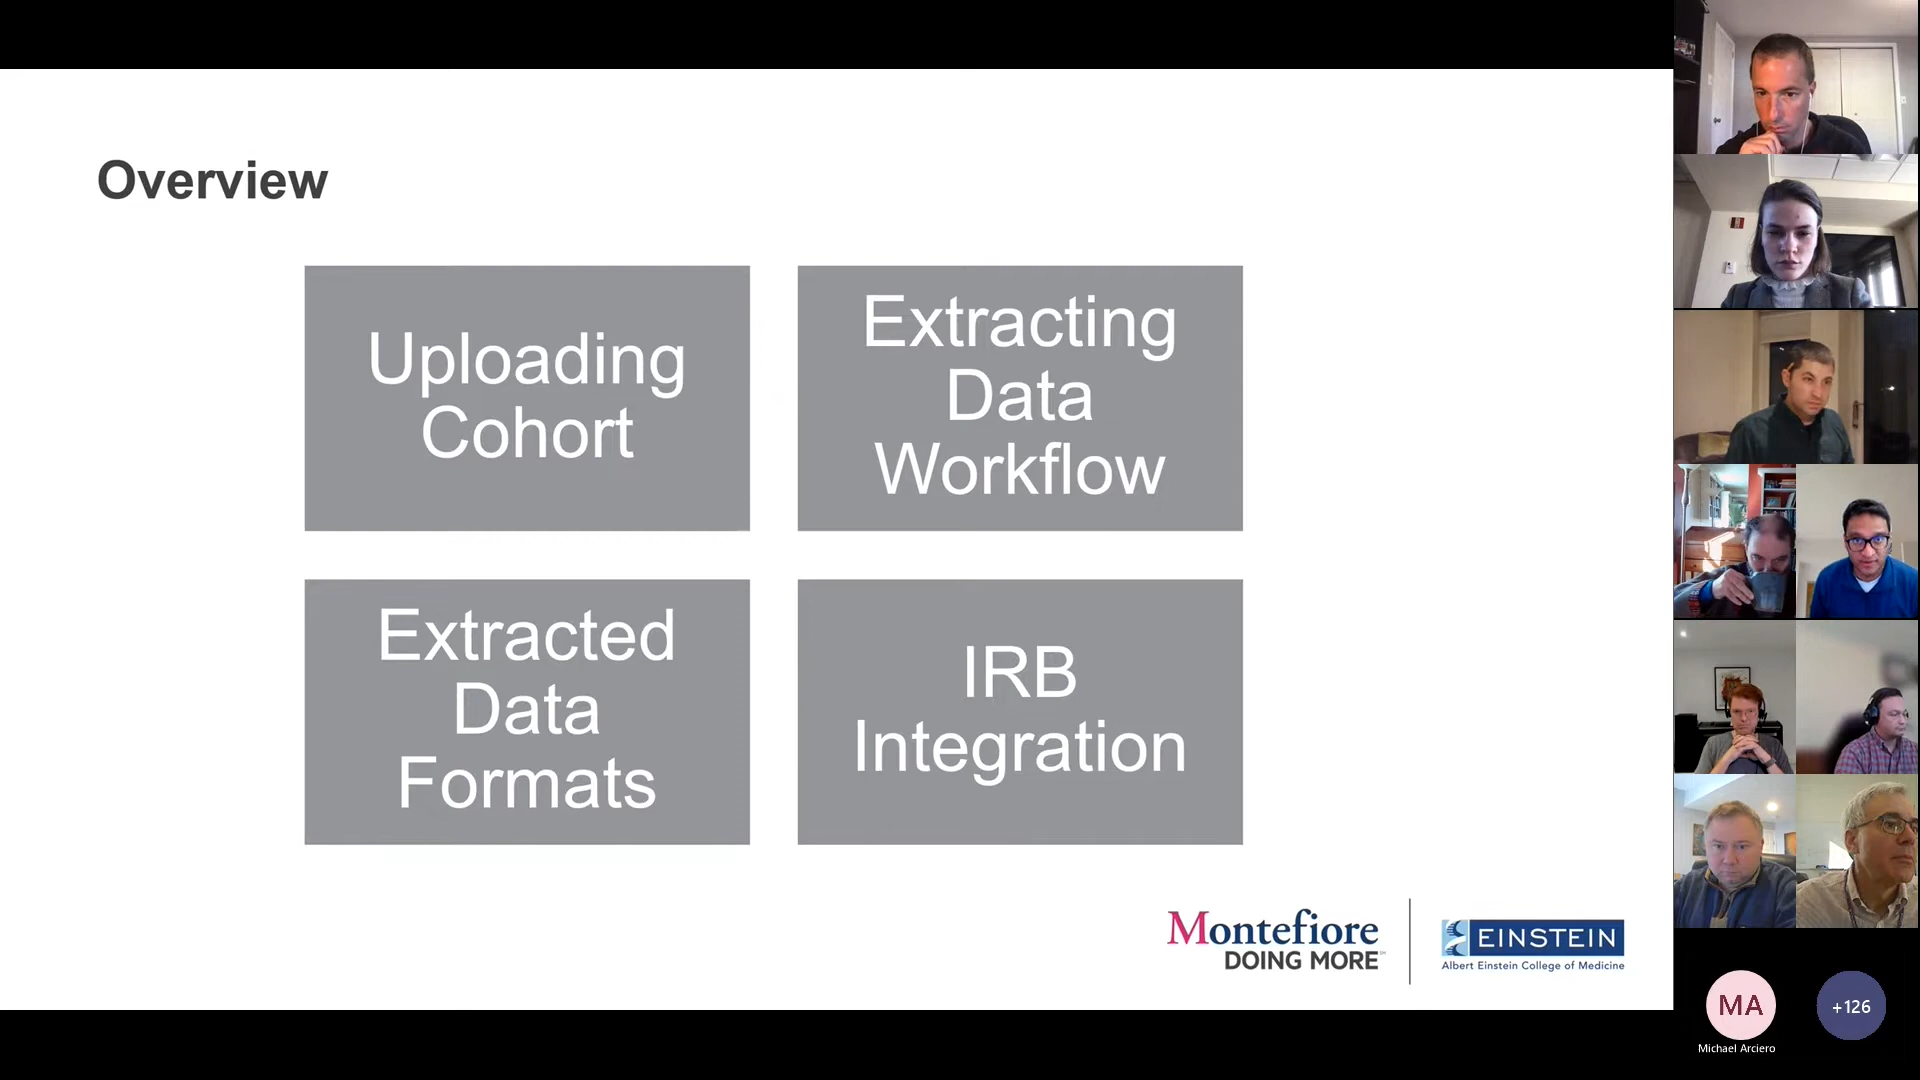 Overview
Uploading
Cohort
Extracting
Data
Workflow
Extracted
Data
Formats
IRB
Integration
Montefiore
DOING MORE
EINSTEIN
Albert Einstein College of Medicine
MA
+126
Michael Arciero